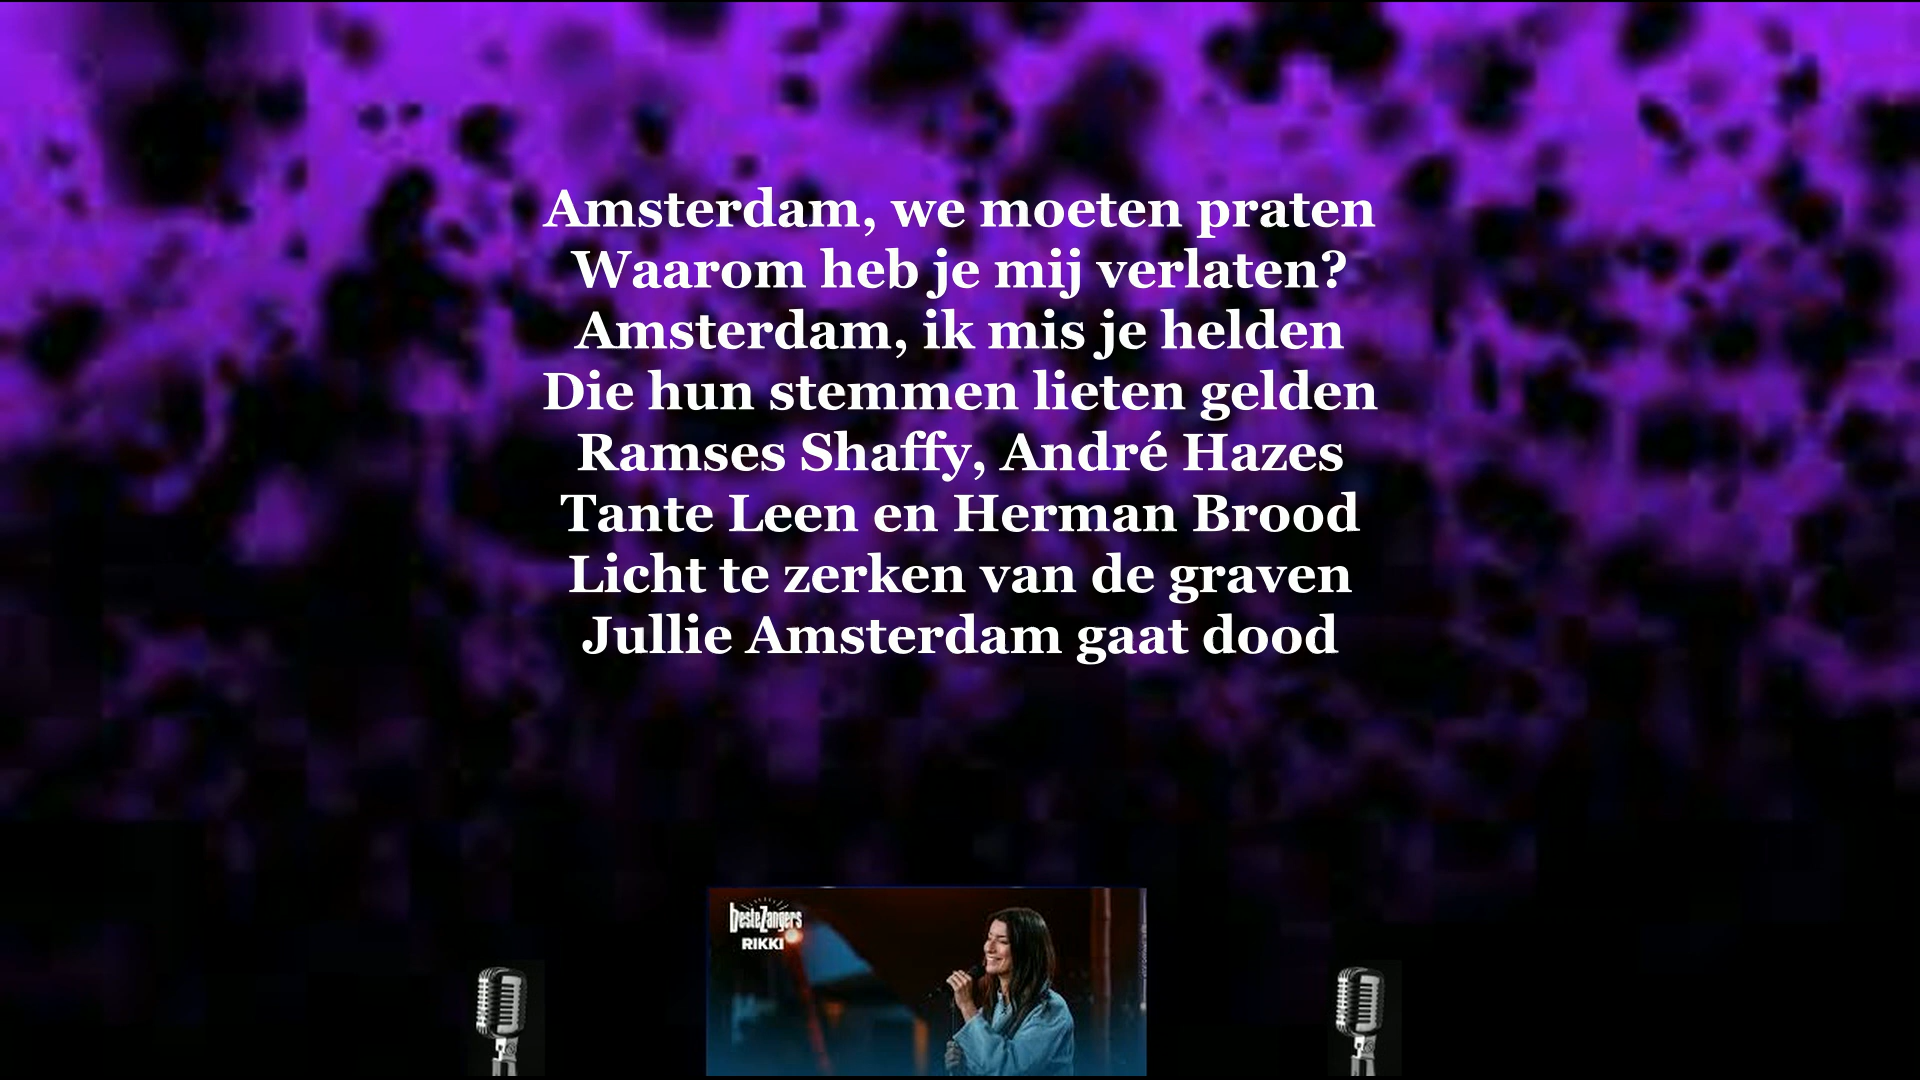 Amsterdam, we moeten praten
Waarom heb je mij verlaten?
Amsterdam, ik mis je helden
Die hun stemmen lieten gelden
Ramses Shaffy, André Hazes
Tante Leen en Herman Brood
Licht te zerken van de graven
Jullie Amsterdam gaat dood
besteZangers
RIKKI